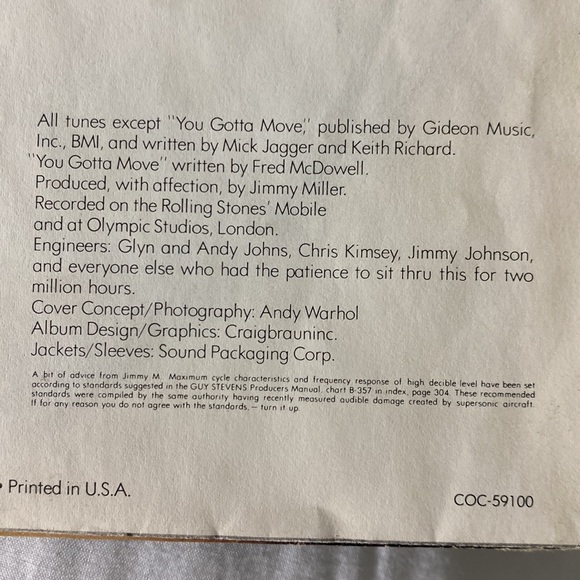 All tunes except "You Gotta Move," published by Gideon Music,
Inc., BMI, and written by Mick Jagger and Keith Richard.
"You Gotta Move" written by Fred McDowell.
Produced, with affection, by Jimmy Miller.
Recorded on the Rolling Stones' Mobile
and at Olympic Studios, London.
Engineers: Glyn and Andy Johns, Chris Kimsey, Jimmy Johnson,
and everyone else who had the patience to sit thru this for two
million hours.
Cover Concept/Photography: Andy Warhol
Album Design/Graphics: Craigbrauninc.
Jackets/Sleeves: Sound Packaging Corp.
A bit of advice from Jimmy M. Maximum cycle characteristics and frequency response of high decible level have been set
according to standards suggested in the GUY STEVENS Producers Manual, chart B-357 in index, page 304. These recommended
standards were compiled by the same authority having recently measured audible damage created by supersonic aircraft.
If for any reason you do not agree with the standards, — turn it up.
• Printed in U.S.A.
COC-59100